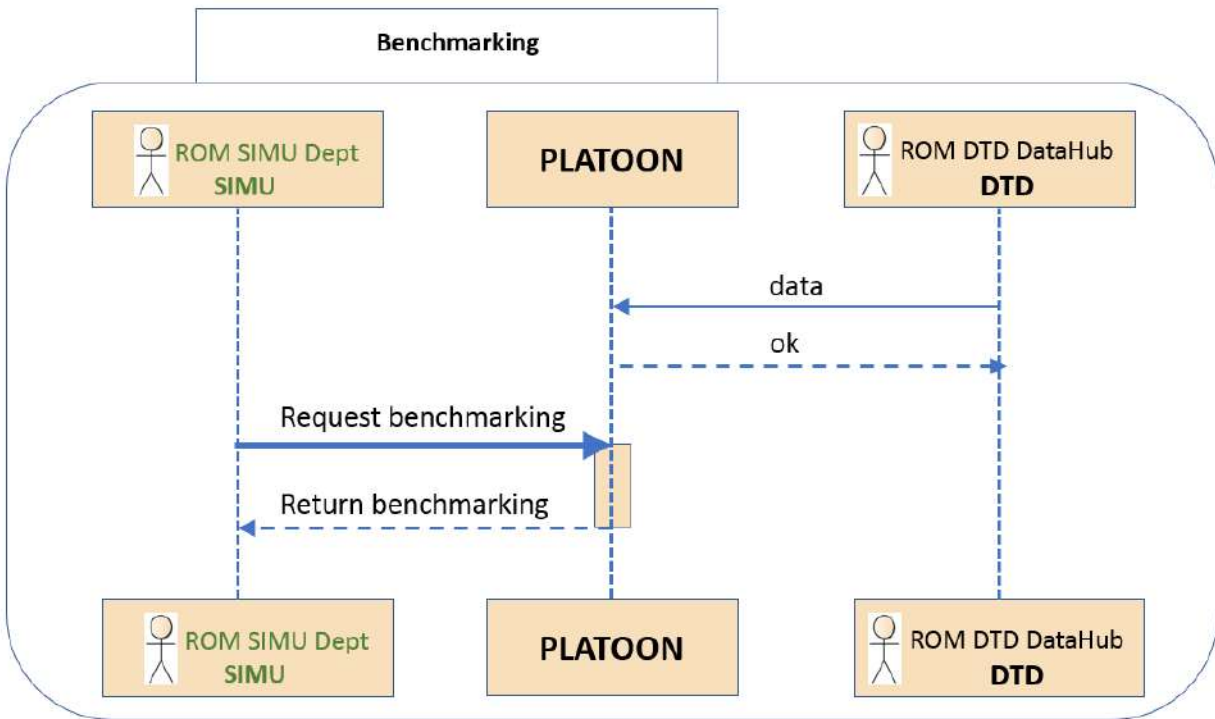 Benchmarking
ROM SIMU Dept
SIMU
PLATOON
ROM DTD DataHub
DTD
data
ok
Request benchmarking
Return benchmarking
ROM SIMU Dept
SIMU
PLATOON
ROM DTD DataHub
DTD